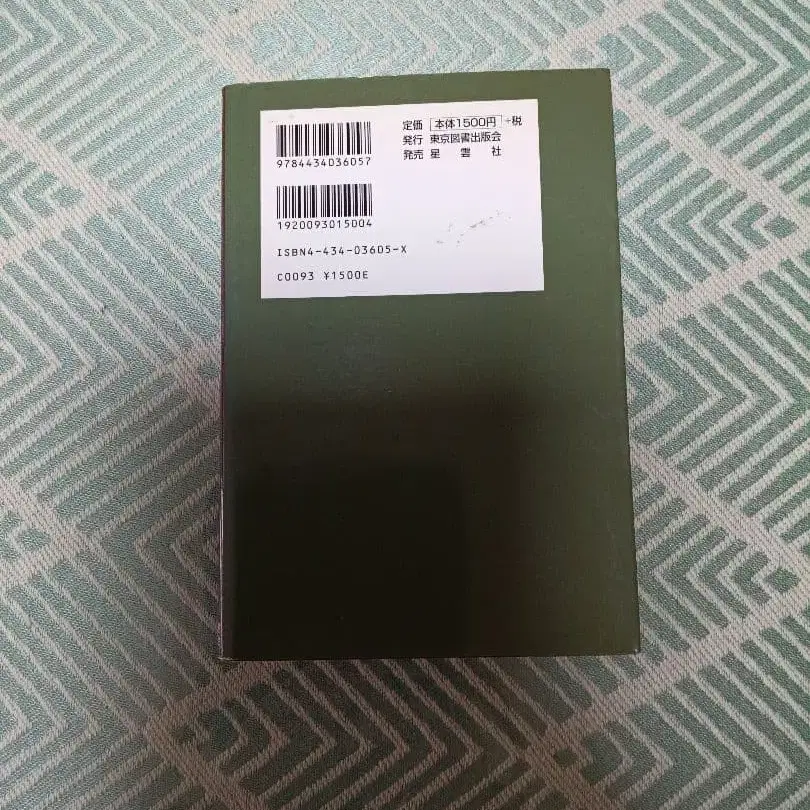 9784434036057
1920093015004
ISBN4-434-03605-X
C0093 ¥1500E
定価 本体1500円 +税
発行 東京図書出版会
発売 星雲社